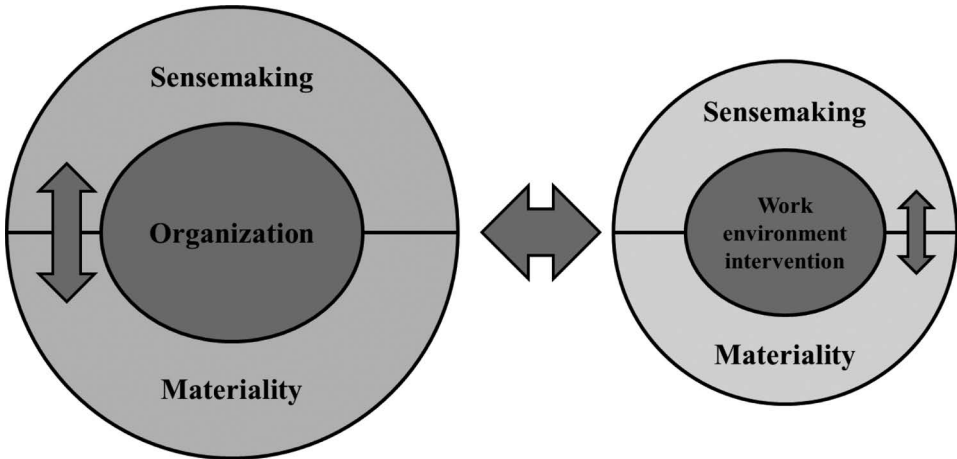 Sensemaking
Organization
Materiality
Sensemaking
Work
environment
intervention
Materiality